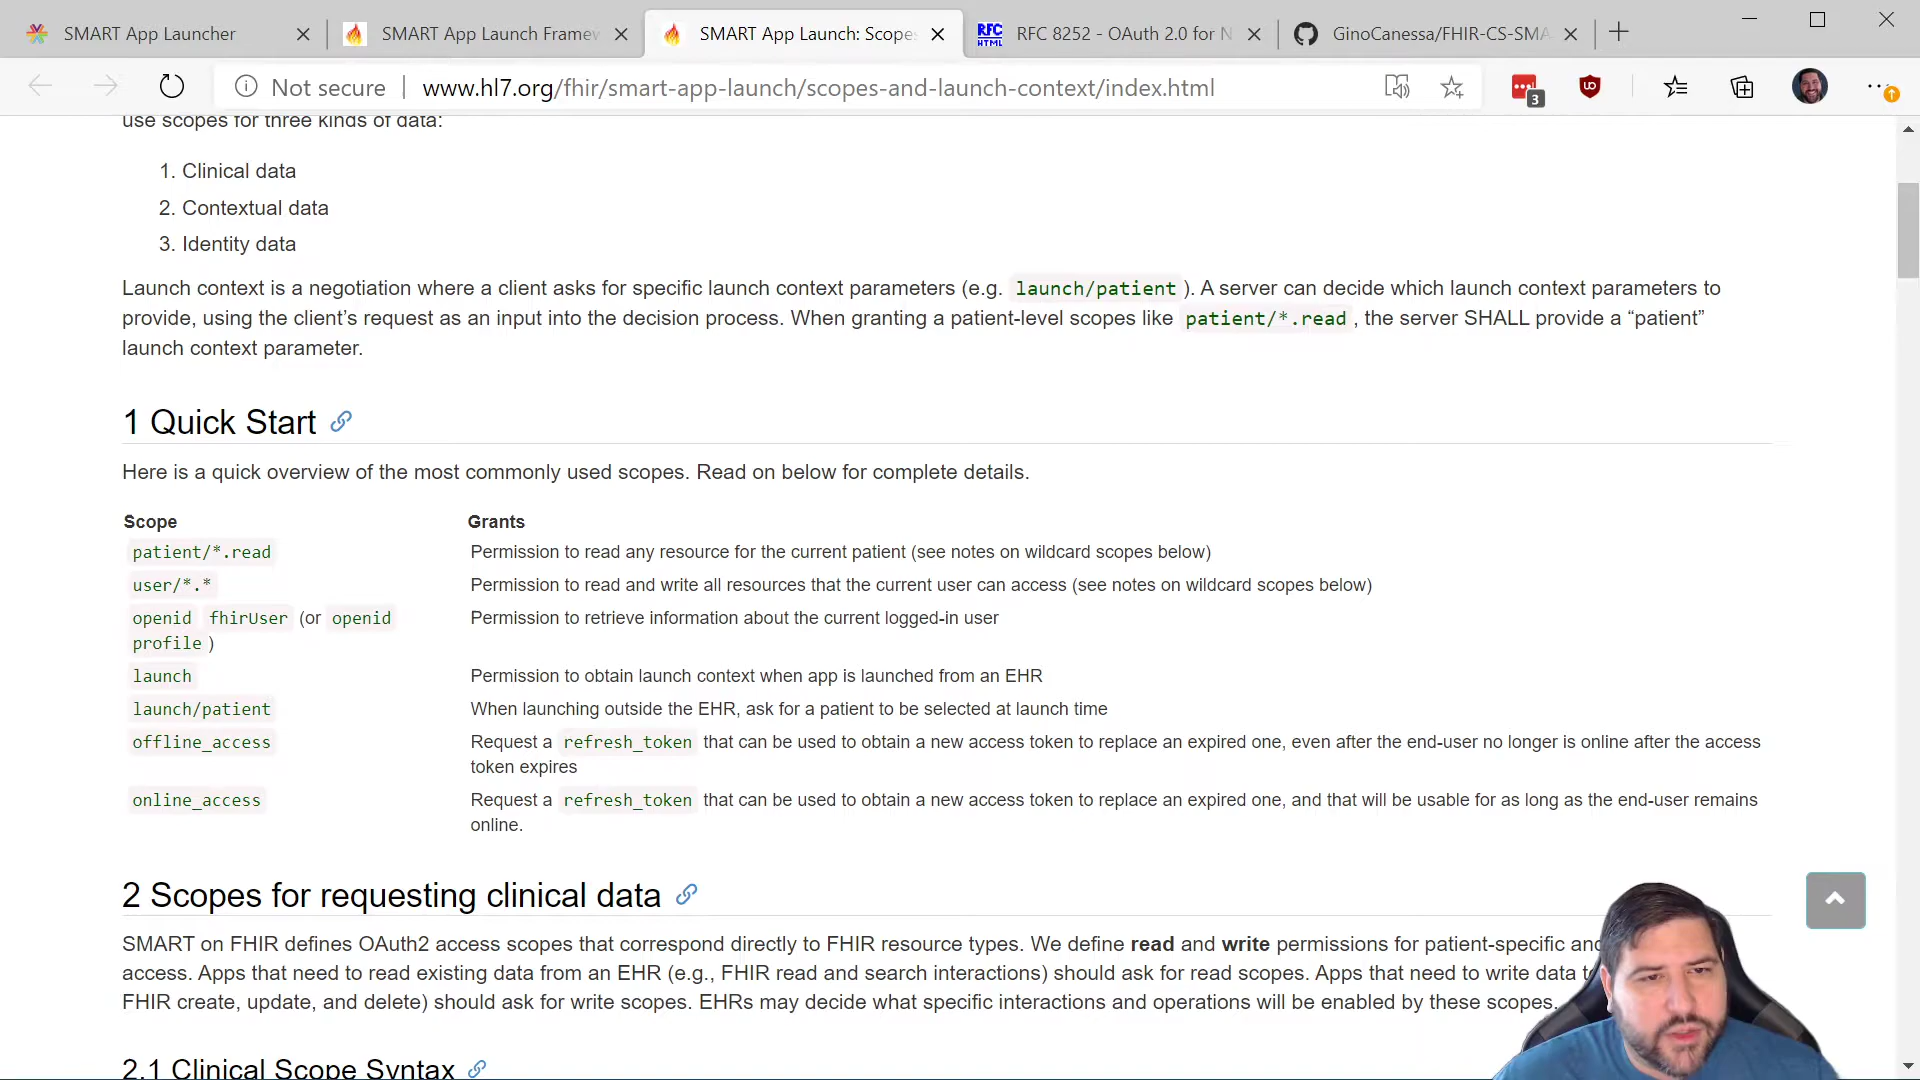 SMART App Launcher
SMART App Launch Framew
SMART App Launch: Scopes
RFC
HTML
RFC 8252 - OAuth 2.0 for N
GinoCanessa/FHIR-CS-SMA
Not secure
www.hl7.org/fhir/smart-app-launch/scopes-and-launch-context/index.html
3
use scopes for three kinds of data:
1. Clinical data
2. Contextual data
3. Identity data
Launch context is a negotiation where a client asks for specific launch context parameters (e.g. launch/patient ). A server can decide which launch context parameters to
provide, using the client’s request as an input into the decision process. When granting a patient-level scopes like patient/*.read , the server SHALL provide a “patient”
launch context parameter.
1 Quick Start
Here is a quick overview of the most commonly used scopes. Read on below for complete details.
Scope Grants
patient/*.read Permission to read any resource for the current patient (see notes on wildcard scopes below)
user/*.* Permission to read and write all resources that the current user can access (see notes on wildcard scopes below)
openid fhirUser (or openid Permission to retrieve information about the current logged-in user
profile )
launch Permission to obtain launch context when app is launched from an EHR
launch/patient When launching outside the EHR, ask for a patient to be selected at launch time
offline_access Request a refresh_token that can be used to obtain a new access token to replace an expired one, even after the end-user no longer is online after the access
token expires
online_access Request a refresh_token that can be used to obtain a new access token to replace an expired one, and that will be usable for as long as the end-user remains
online.
2 Scopes for requesting clinical data
SMART on FHIR defines OAuth2 access scopes that correspond directly to FHIR resource types. We define read and write permissions for patient-specific and
access. Apps that need to read existing data from an EHR (e.g., FHIR read and search interactions) should ask for read scopes. Apps that need to write data to
FHIR create, update, and delete) should ask for write scopes. EHRs may decide what specific interactions and operations will be enabled by these scopes.
2.1 Clinical Scope Syntax